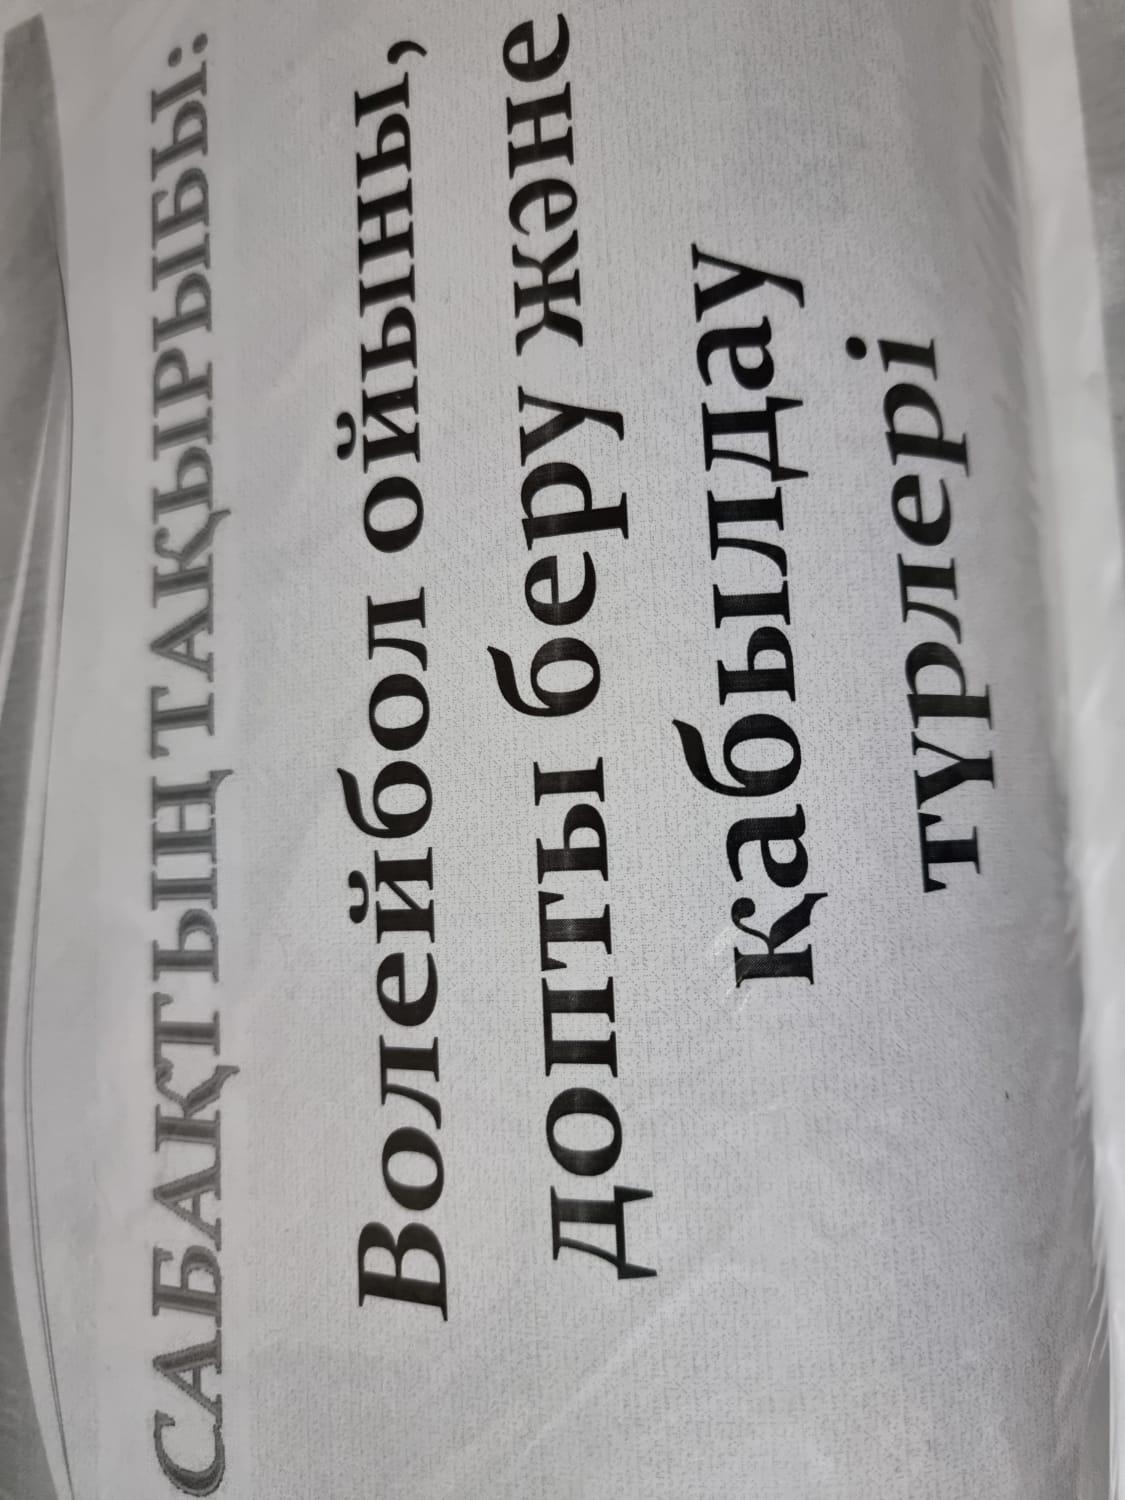 САБАҚТЫҢ ТАҚЫРЫБЫ:
Волейбол ойыны,
допты беру және
қабылдау
түрлері